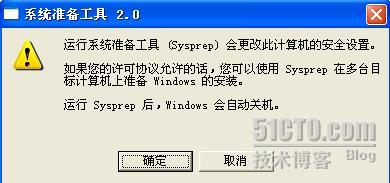 系统准备工具 2.0
运行系统准备工具 (Sysprep) 会更改此计算机的安全设置。
如果您的许可协议允许的话,您可以使用 Sysprep 在多台目
标计算机上准备 Windows 的安装。
运行 Sysprep 后,Windows 会自动关机。
确定 取消
51CTO.com
技术博客 Blog